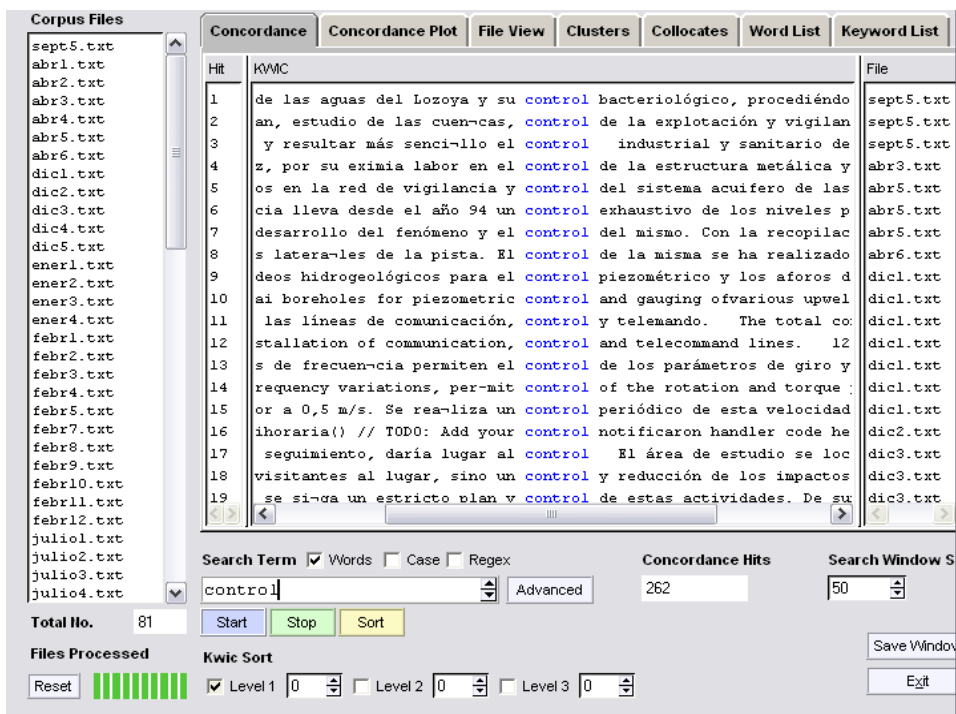 Corpus Files
sept5.txt
abr1.txt
abr2.txt
abr3.txt
abr4.txt
abr5.txt
abr6.txt
dic1.txt
dic2.txt
dic3.txt
dic4.txt
dic5.txt
ener1.txt
ener2.txt
ener3.txt
ener4.txt
febr1.txt
febr2.txt
febr3.txt
febr4.txt
febr5.txt
febr7.txt
febr8.txt
febr9.txt
febr10.txt
febr11.txt
febr12.txt
julio1.txt
julio2.txt
julio3.txt
julio4.txt
Total No. 81
Files Processed
Reset
Concordance Concordance Plot File View Clusters Collocates Word List Keyword List
Hit KWIC File
1 de las aguas del Lozoya y su control bacteriológico, procediéndo sept5.txt
2 an, estudio de las cuen¬cas, control de la explotación y vigilan sept5.txt
3 y resultar más senci¬llo el control industrial y sanitario de sept5.txt
4 z, por su eximia labor en el control de la estructura metálica y abr3.txt
5 os en la red de vigilancia y control del sistema acuifero de las abr5.txt
6 cia lleva desde el año 94 un control exhaustivo de los niveles p abr5.txt
7 desarrollo del fenómeno y el control del mismo. Con la recopilac abr5.txt
8 s latera¬les de la pista. El control de la misma se ha realizado abr6.txt
9 deos hidrogeológicos para el control piezométrico y los aforos d dic1.txt
10 ai boreholes for piezometric control and gauging ofvarious upwel dic1.txt
11 las líneas de comunicación, control y telemando. The total co dic1.txt
12 stallation of communication, control and telecommand lines. 12 dic1.txt
13 s de frecuen¬cia permiten el control de los parámetros de giro y dic1.txt
14 requency variations, per-mit control of the rotation and torque dic1.txt
15 or a 0,5 m/s. Se rea¬liza un control periódico de esta velocidad dic1.txt
16 ihoraria() // TODO: Add your control notificaron handler code he dic2.txt
17 seguimiento, daría lugar al control El área de estudio se loc dic3.txt
18 visitantes al lugar, sino un control y reducción de los impactos dic3.txt
19 se si¬ga un estricto plan y control de estas actividades. De su dic3.txt
Search Term Words Case Regex Concordance Hits Search Window S
control Advanced 262 50
Start Stop Sort
Save Window
Kwic Sort
Level 1 0 Level 2 0 Level 3 0 Exit